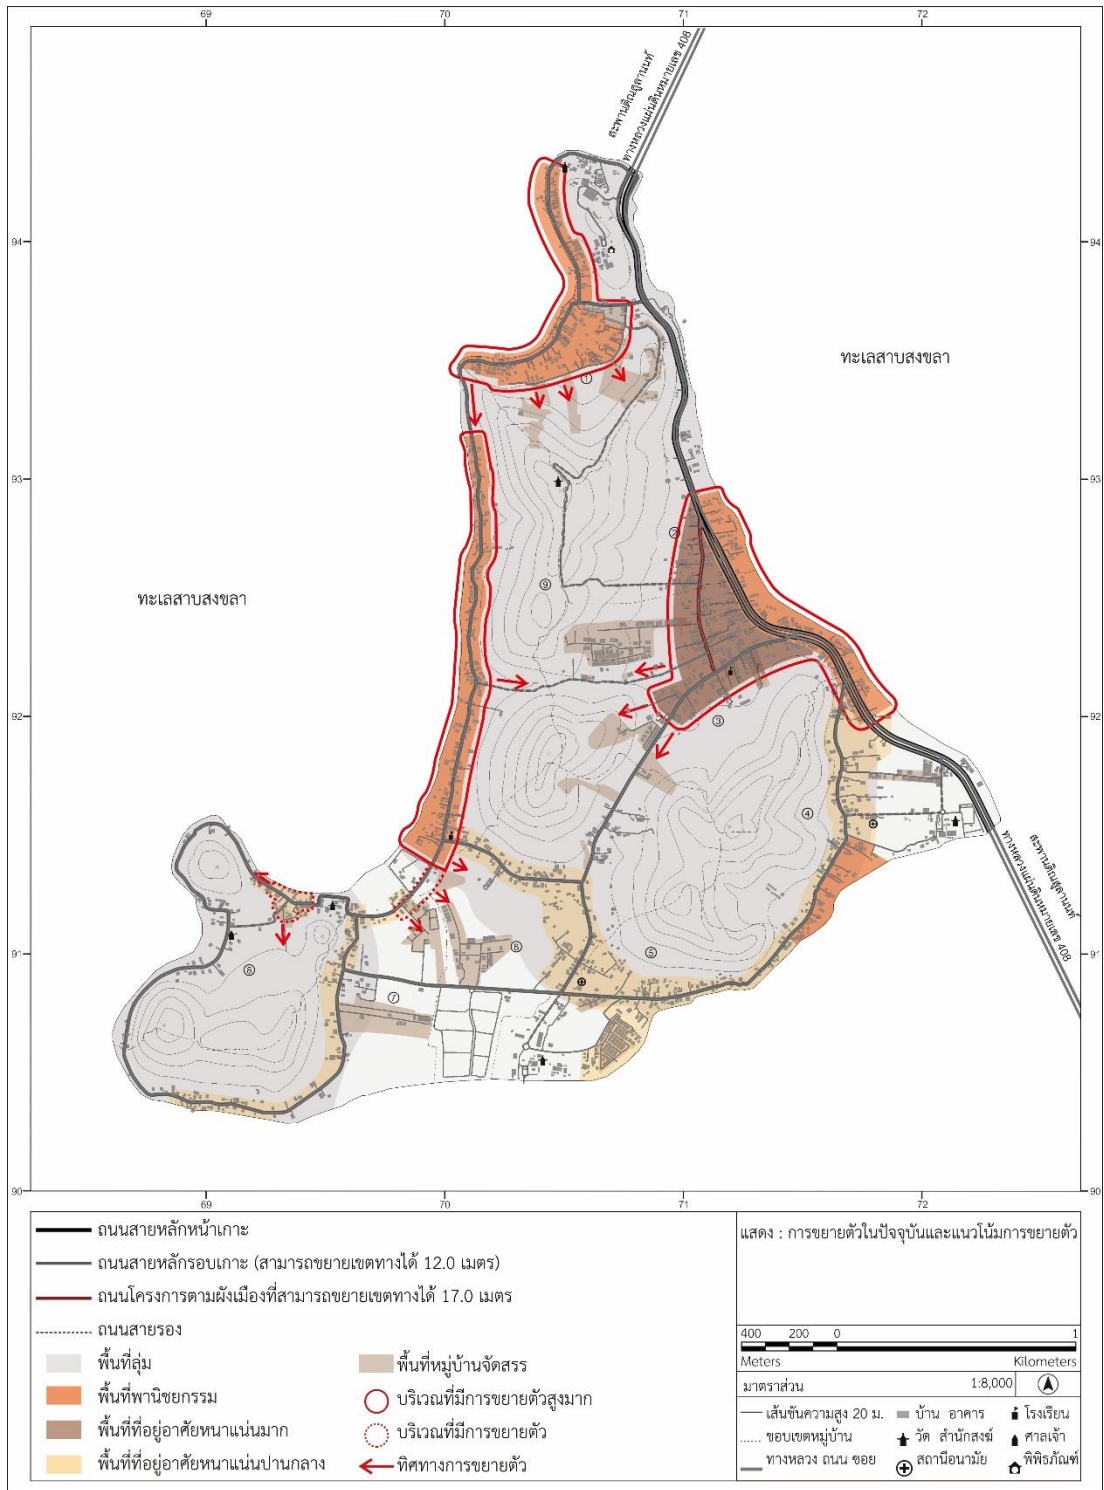 69 70 71 72
สะพานติณสูลานนท์
ทางหลวงแผ่นดินหมายเลข 408
94 94
ทะเลสาบสงขลา
①
93 93
②
⑨
ทะเลสาบสงขลา
92 92
③
④
สะพานติณสูลานนท์
ทางหลวงแผ่นดินหมายเลข 408
91 91
⑤
⑥
⑦
⑧
90 90
69 70 71 72
ถนนสายหลักหน้าเกาะ
ถนนสายหลักรอบเกาะ (สามารถขยายเขตทางได้ 12.0 เมตร)
ถนนโครงการตามผังเมืองที่สามารถขยายเขตทางได้ 17.0 เมตร
ถนนสายรอง
พื้นที่ลุ่ม
พื้นที่พานิชยกรรม
พื้นที่ที่อยู่อาศัยหนาแน่นมาก
พื้นที่ที่อยู่อาศัยหนาแน่นปานกลาง
พื้นที่หมู่บ้านจัดสรร
บริเวณที่มีการขยายตัวสูงมาก
บริเวณที่มีการขยายตัว
ทิศทางการขยายตัว
แสดง : การขยายตัวในปัจจุบันและแนวโน้มการขยายตัว
400 200 0 1
Meters Kilometers
มาตราส่วน 1:8,000
เส้นชันความสูง 20 ม. บ้าน อาคาร โรงเรียน
ขอบเขตหมู่บ้าน วัด สำนักสงฆ์ ศาลเจ้า
ทางหลวง ถนน ซอย สถานีอนามัย พิพิธภัณฑ์